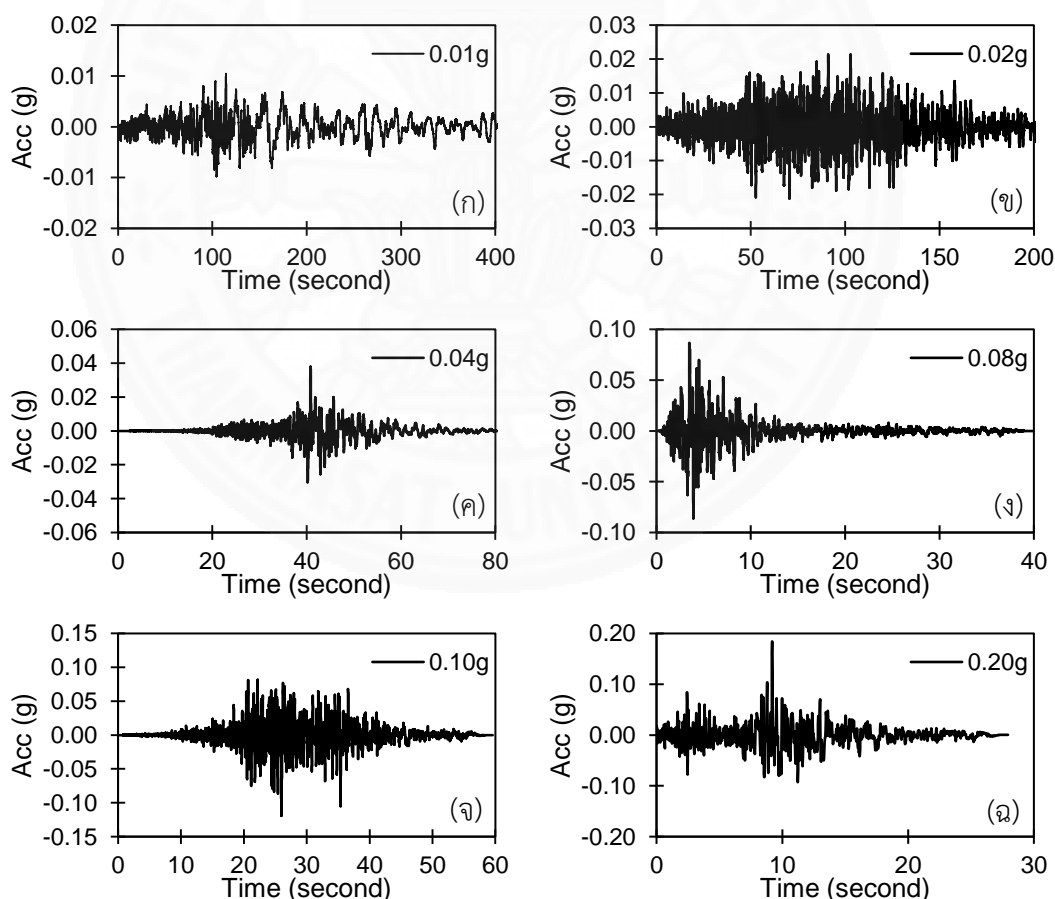 0.02
0.01
0.00
-0.01
-0.02
Acc (g)
0.01g
(ก)
0 100 200 300 400
Time (second)
0.03
0.02
0.01
0.00
-0.01
-0.02
-0.03
Acc (g)
0.02g
(ข)
0 50 100 150 200
Time (second)
0.06
0.04
0.02
0.00
-0.02
-0.04
-0.06
Acc (g)
0.04g
(ค)
0 20 40 60 80
Time (second)
0.10
0.05
0.00
-0.05
-0.10
Acc (g)
0.08g
(ง)
0 10 20 30 40
Time (second)
0.15
0.10
0.05
0.00
-0.05
-0.10
-0.15
Acc (g)
0.10g
(จ)
0 10 20 30 40 50 60
Time (second)
0.20
0.10
0.00
-0.10
-0.20
Acc (g)
0.20g
(ฉ)
0 10 20 30
Time (second)